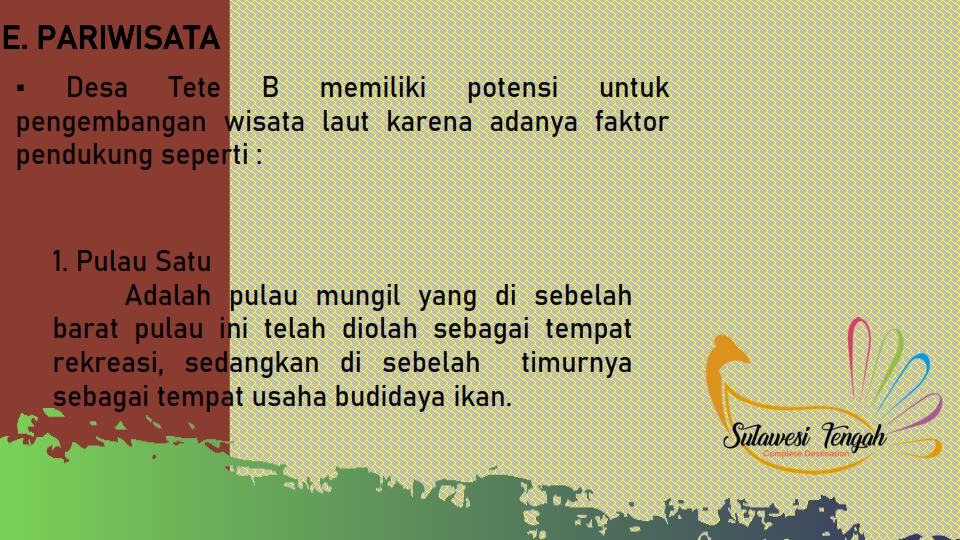 E. PARIWISATA
▪ Desa Tete B memiliki potensi untuk
pengembangan wisata laut karena adanya faktor
pendukung seperti :
1. Pulau Satu
Adalah pulau mungil yang di sebelah
barat pulau ini telah diolah sebagai tempat
rekreasi, sedangkan di sebelah timurnya
sebagai tempat usaha budidaya ikan.
Sulawesi Tengah
Complete Destination